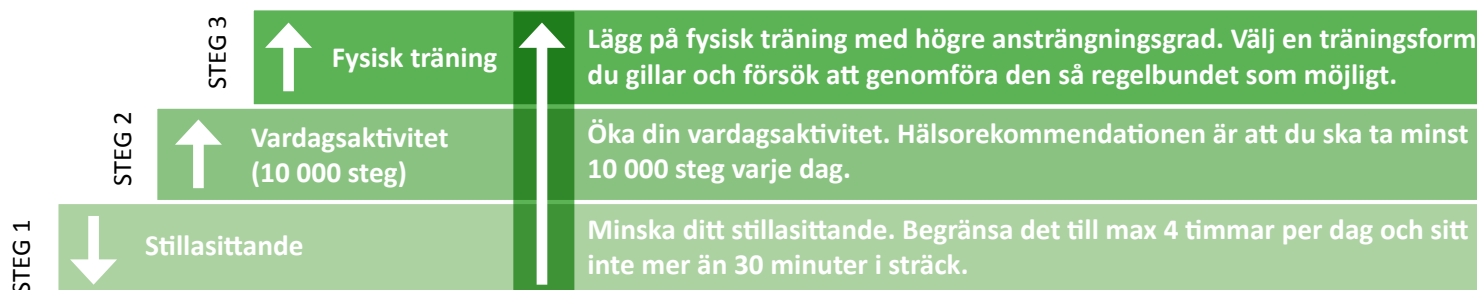 STEG 3
Fysisk träning
Lägg på fysisk träning med högre ansträngningsgrad. Välj en träningsform
du gillar och försök att genomföra den så regelbundet som möjligt.
STEG 2
Vardagsaktivitet
(10 000 steg)
Öka din vardagsaktivitet. Hälsorekommendationen är att du ska ta minst
10 000 steg varje dag.
STEG 1
Stillasittande
Minska ditt stillasittande. Begränsa det till max 4 timmar per dag och sitt
inte mer än 30 minuter i sträck.